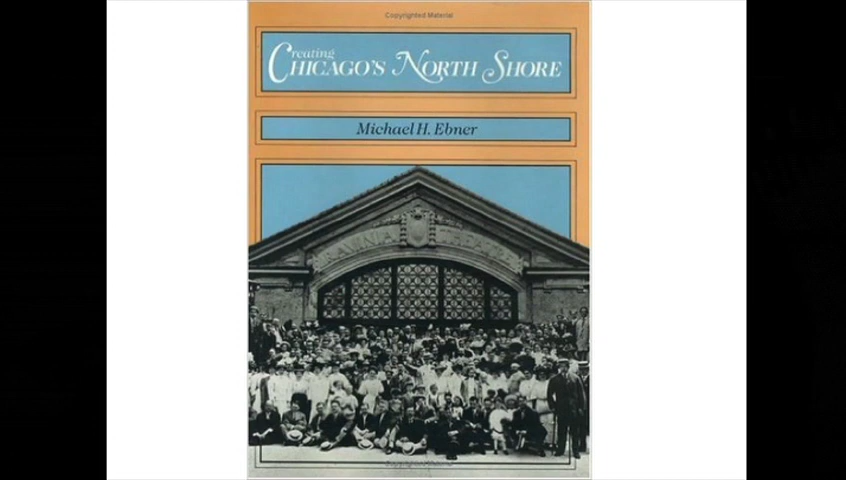 Copyrighted Material
Creating
CHICAGO'S NORTH SHORE
Michael H. Ebner
RAVINIA THEATRE
Copyrighted Material